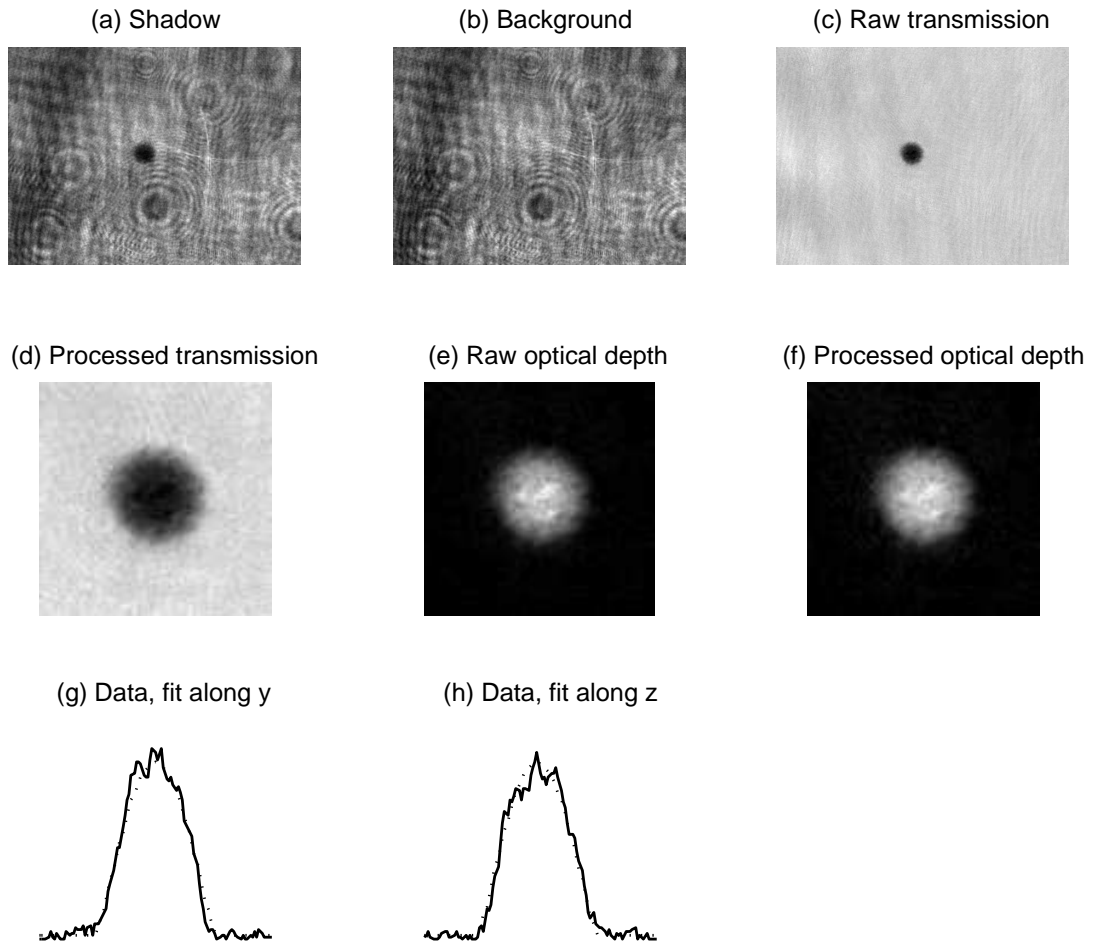 (a) Shadow
(b) Background
(c) Raw transmission
(d) Processed transmission
(e) Raw optical depth
(f) Processed optical depth
(g) Data, fit along y
(h) Data, fit along z